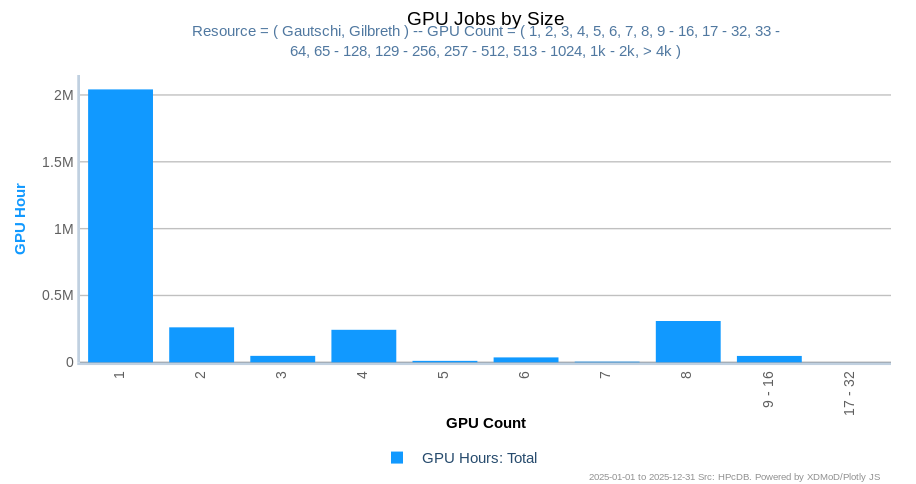 GPU Jobs by Size
Resource = ( Gautschi, Gilbreth ) -- GPU Count = ( 1, 2, 3, 4, 5, 6, 7, 8, 9 - 16, 17 - 32, 33 -
64, 65 - 128, 129 - 256, 257 - 512, 513 - 1024, 1k - 2k, > 4k )
2M
1.5M
1M
0.5M
0
GPU Hour
1
2
3
4
5
6
7
8
9 - 16
17 - 32
GPU Count
GPU Hours: Total
2025-01-01 to 2025-12-31 Src: HPcDB. Powered by XDMoD/Plotly JS